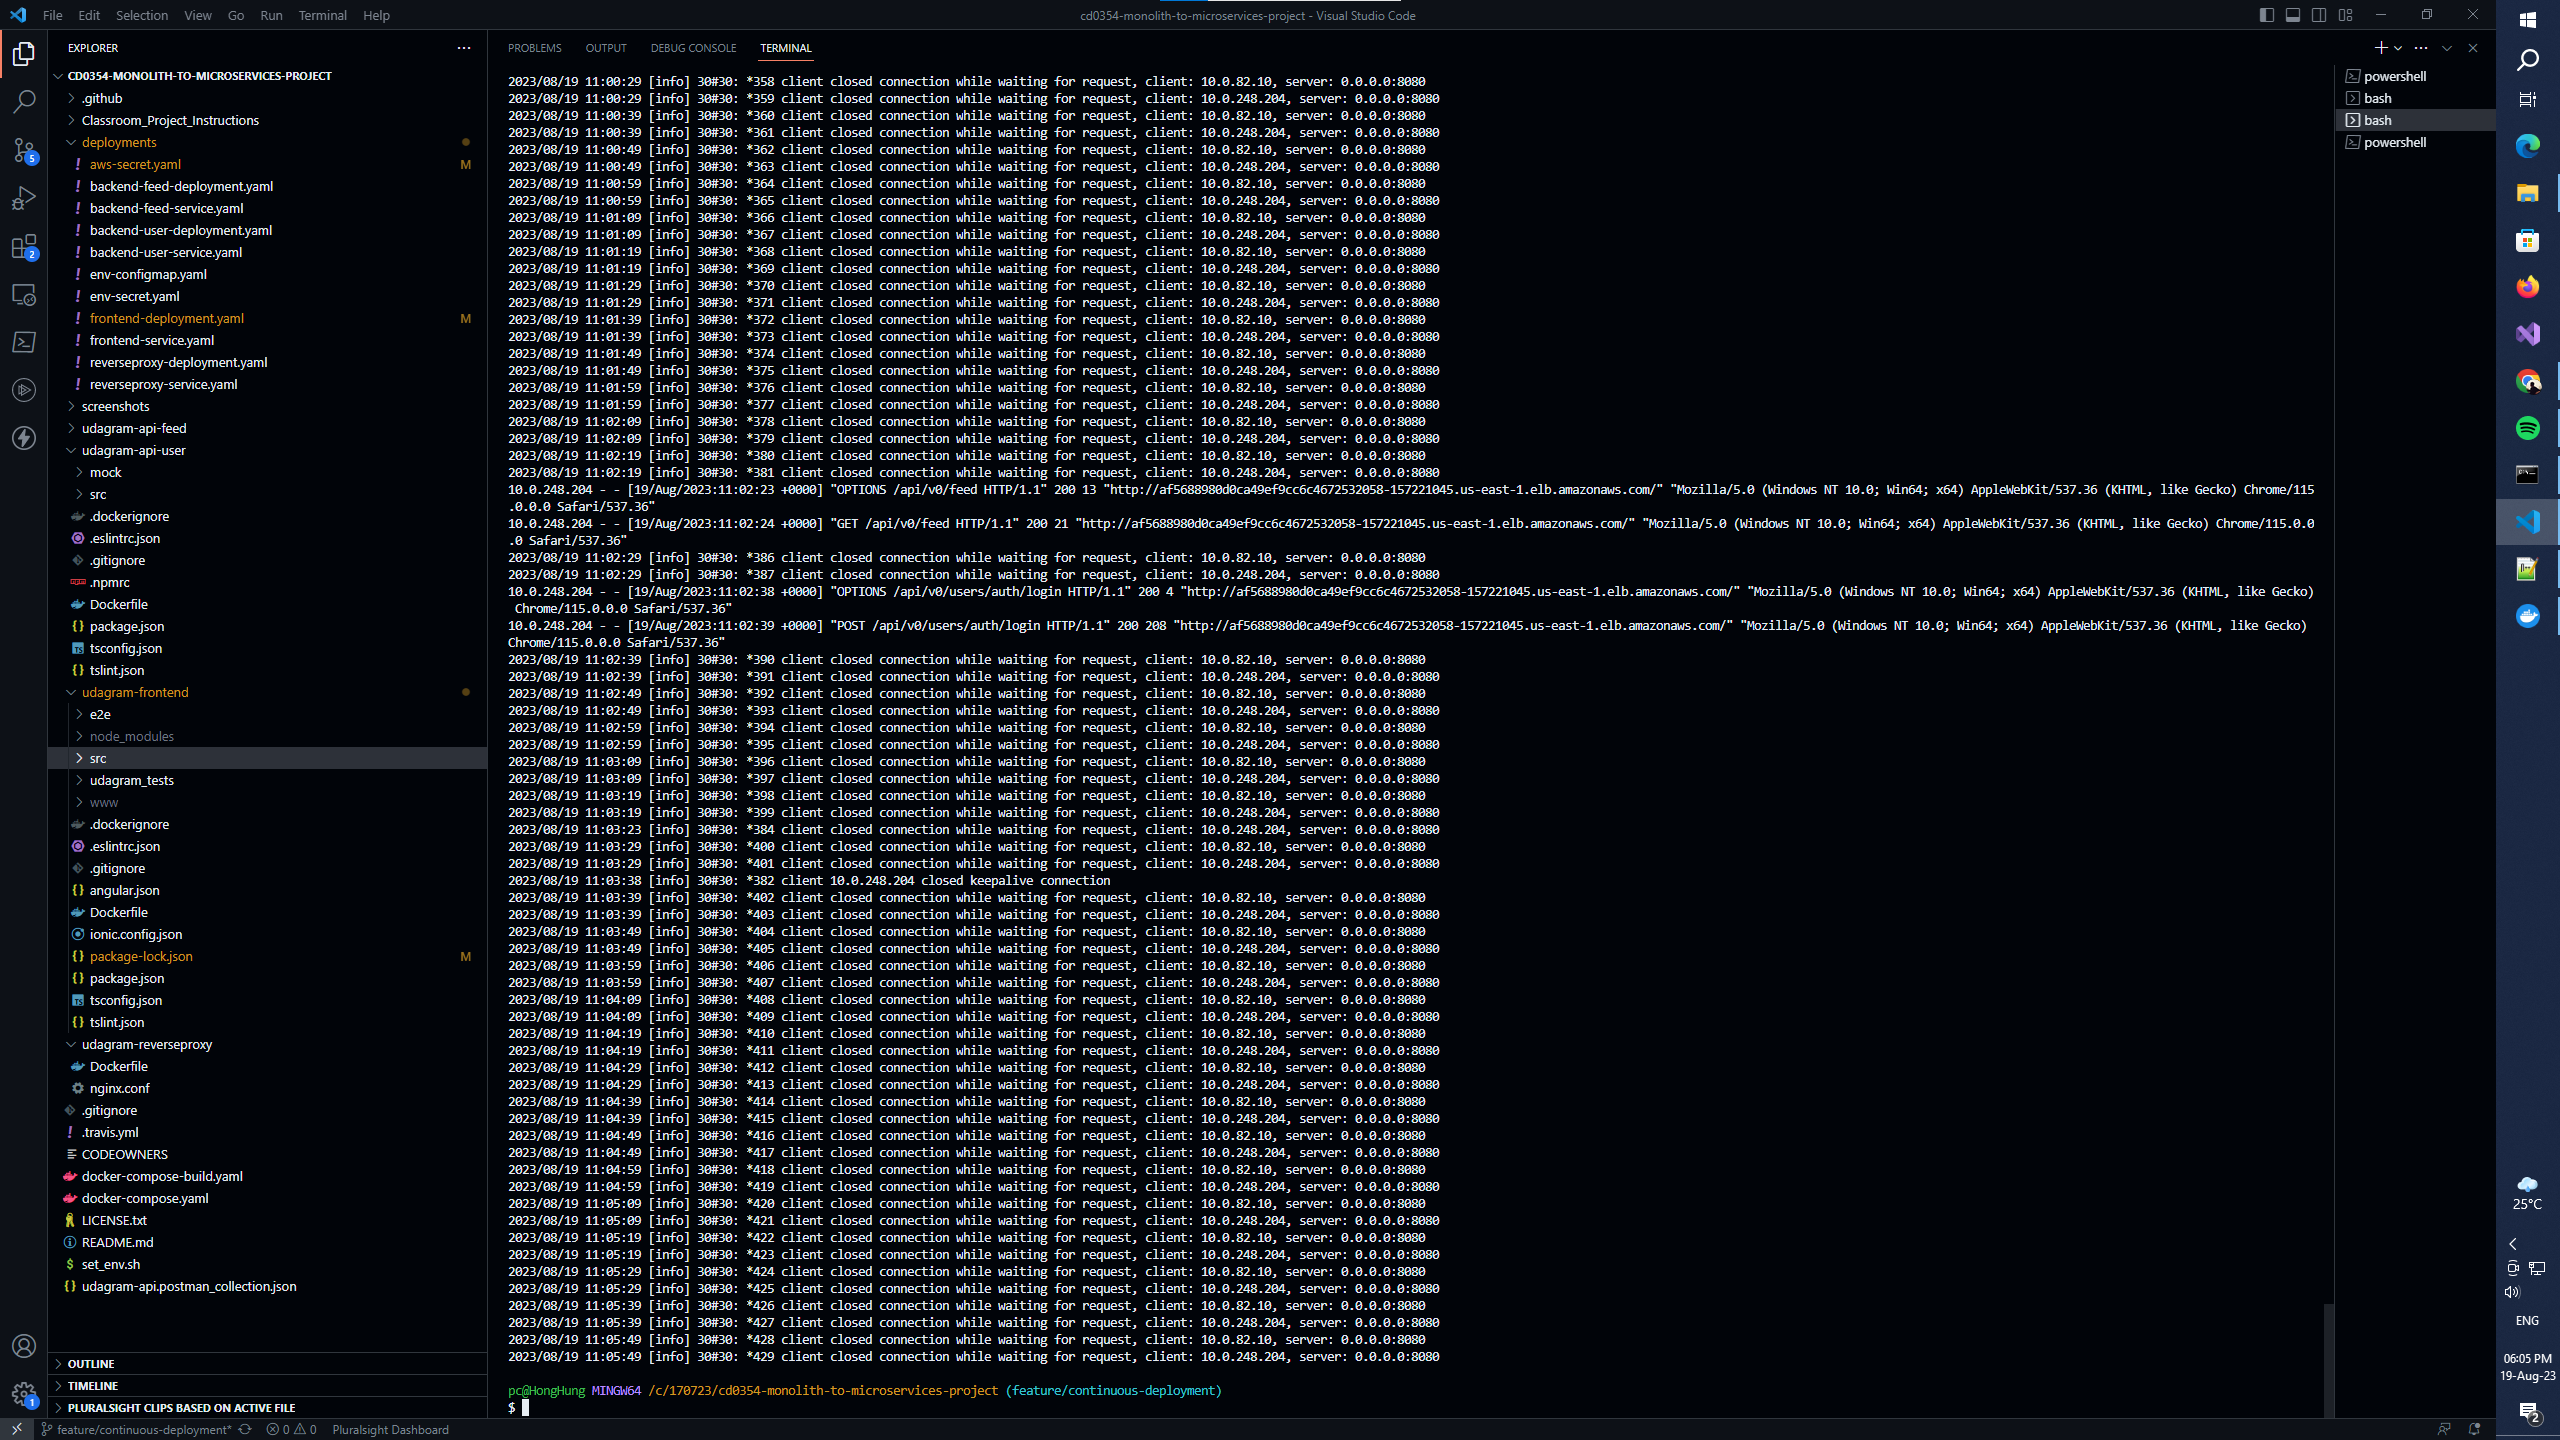 File Edit Selection View Go Run Terminal Help
cd0354-monolith-to-microservices-project - Visual Studio Code
EXPLORER
CD0354-MONOLITH-TO-MICROSERVICES-PROJECT
.github
Classroom_Project_Instructions
deployments
aws-secret.yaml M
backend-feed-deployment.yaml
backend-feed-service.yaml
backend-user-deployment.yaml
backend-user-service.yaml
env-configmap.yaml
env-secret.yaml
frontend-deployment.yaml M
frontend-service.yaml
reverseproxy-deployment.yaml
reverseproxy-service.yaml
screenshots
udagram-api-feed
udagram-api-user
mock
src
.dockerignore
.eslintrc.json
.gitignore
.npmrc
Dockerfile
package.json
tsconfig.json
tslint.json
udagram-frontend
e2e
node_modules
src
udagram_tests
www
.dockerignore
.eslintrc.json
.gitignore
angular.json
Dockerfile
ionic.config.json
package-lock.json M
package.json
tsconfig.json
tslint.json
udagram-reverseproxy
Dockerfile
nginx.conf
.gitignore
.travis.yml
CODEOWNERS
docker-compose-build.yaml
docker-compose.yaml
LICENSE.txt
README.md
set_env.sh
udagram-api.postman_collection.json
OUTLINE
TIMELINE
PLURALSIGHT CLIPS BASED ON ACTIVE FILE
5
2
1
PROBLEMS OUTPUT DEBUG CONSOLE TERMINAL
2023/08/19 11:00:29 [info] 30#30: *358 client closed connection while waiting for request, client: 10.0.82.10, server: 0.0.0.0:8080
2023/08/19 11:00:29 [info] 30#30: *359 client closed connection while waiting for request, client: 10.0.248.204, server: 0.0.0.0:8080
2023/08/19 11:00:39 [info] 30#30: *360 client closed connection while waiting for request, client: 10.0.82.10, server: 0.0.0.0:8080
2023/08/19 11:00:39 [info] 30#30: *361 client closed connection while waiting for request, client: 10.0.248.204, server: 0.0.0.0:8080
2023/08/19 11:00:49 [info] 30#30: *362 client closed connection while waiting for request, client: 10.0.82.10, server: 0.0.0.0:8080
2023/08/19 11:00:49 [info] 30#30: *363 client closed connection while waiting for request, client: 10.0.248.204, server: 0.0.0.0:8080
2023/08/19 11:00:59 [info] 30#30: *364 client closed connection while waiting for request, client: 10.0.82.10, server: 0.0.0.0:8080
2023/08/19 11:00:59 [info] 30#30: *365 client closed connection while waiting for request, client: 10.0.248.204, server: 0.0.0.0:8080
2023/08/19 11:01:09 [info] 30#30: *366 client closed connection while waiting for request, client: 10.0.82.10, server: 0.0.0.0:8080
2023/08/19 11:01:09 [info] 30#30: *367 client closed connection while waiting for request, client: 10.0.248.204, server: 0.0.0.0:8080
2023/08/19 11:01:19 [info] 30#30: *368 client closed connection while waiting for request, client: 10.0.82.10, server: 0.0.0.0:8080
2023/08/19 11:01:19 [info] 30#30: *369 client closed connection while waiting for request, client: 10.0.248.204, server: 0.0.0.0:8080
2023/08/19 11:01:29 [info] 30#30: *370 client closed connection while waiting for request, client: 10.0.82.10, server: 0.0.0.0:8080
2023/08/19 11:01:29 [info] 30#30: *371 client closed connection while waiting for request, client: 10.0.248.204, server: 0.0.0.0:8080
2023/08/19 11:01:39 [info] 30#30: *372 client closed connection while waiting for request, client: 10.0.82.10, server: 0.0.0.0:8080
2023/08/19 11:01:39 [info] 30#30: *373 client closed connection while waiting for request, client: 10.0.248.204, server: 0.0.0.0:8080
2023/08/19 11:01:49 [info] 30#30: *374 client closed connection while waiting for request, client: 10.0.82.10, server: 0.0.0.0:8080
2023/08/19 11:01:49 [info] 30#30: *375 client closed connection while waiting for request, client: 10.0.248.204, server: 0.0.0.0:8080
2023/08/19 11:01:59 [info] 30#30: *376 client closed connection while waiting for request, client: 10.0.82.10, server: 0.0.0.0:8080
2023/08/19 11:01:59 [info] 30#30: *377 client closed connection while waiting for request, client: 10.0.248.204, server: 0.0.0.0:8080
2023/08/19 11:02:09 [info] 30#30: *378 client closed connection while waiting for request, client: 10.0.82.10, server: 0.0.0.0:8080
2023/08/19 11:02:09 [info] 30#30: *379 client closed connection while waiting for request, client: 10.0.248.204, server: 0.0.0.0:8080
2023/08/19 11:02:19 [info] 30#30: *380 client closed connection while waiting for request, client: 10.0.82.10, server: 0.0.0.0:8080
2023/08/19 11:02:19 [info] 30#30: *381 client closed connection while waiting for request, client: 10.0.248.204, server: 0.0.0.0:8080
10.0.248.204 - - [19/Aug/2023:11:02:23 +0000] "OPTIONS /api/v0/feed HTTP/1.1" 200 13 "http://af5688980d0ca49ef9cc6c4672532058-157221045.us-east-1.elb.amazonaws.com/" "Mozilla/5.0 (Windows NT 10.0; Win64; x64) AppleWebKit/537.36 (KHTML, like Gecko) Chrome/115
.0.0.0 Safari/537.36"
10.0.248.204 - - [19/Aug/2023:11:02:24 +0000] "GET /api/v0/feed HTTP/1.1" 200 21 "http://af5688980d0ca49ef9cc6c4672532058-157221045.us-east-1.elb.amazonaws.com/" "Mozilla/5.0 (Windows NT 10.0; Win64; x64) AppleWebKit/537.36 (KHTML, like Gecko) Chrome/115.0.0
.0 Safari/537.36"
2023/08/19 11:02:29 [info] 30#30: *386 client closed connection while waiting for request, client: 10.0.82.10, server: 0.0.0.0:8080
2023/08/19 11:02:29 [info] 30#30: *387 client closed connection while waiting for request, client: 10.0.248.204, server: 0.0.0.0:8080
10.0.248.204 - - [19/Aug/2023:11:02:38 +0000] "OPTIONS /api/v0/users/auth/login HTTP/1.1" 200 4 "http://af5688980d0ca49ef9cc6c4672532058-157221045.us-east-1.elb.amazonaws.com/" "Mozilla/5.0 (Windows NT 10.0; Win64; x64) AppleWebKit/537.36 (KHTML, like Gecko)
Chrome/115.0.0.0 Safari/537.36"
10.0.248.204 - - [19/Aug/2023:11:02:39 +0000] "POST /api/v0/users/auth/login HTTP/1.1" 200 208 "http://af5688980d0ca49ef9cc6c4672532058-157221045.us-east-1.elb.amazonaws.com/" "Mozilla/5.0 (Windows NT 10.0; Win64; x64) AppleWebKit/537.36 (KHTML, like Gecko)
Chrome/115.0.0.0 Safari/537.36"
2023/08/19 11:02:39 [info] 30#30: *390 client closed connection while waiting for request, client: 10.0.82.10, server: 0.0.0.0:8080
2023/08/19 11:02:39 [info] 30#30: *391 client closed connection while waiting for request, client: 10.0.248.204, server: 0.0.0.0:8080
2023/08/19 11:02:49 [info] 30#30: *392 client closed connection while waiting for request, client: 10.0.82.10, server: 0.0.0.0:8080
2023/08/19 11:02:49 [info] 30#30: *393 client closed connection while waiting for request, client: 10.0.248.204, server: 0.0.0.0:8080
2023/08/19 11:02:59 [info] 30#30: *394 client closed connection while waiting for request, client: 10.0.82.10, server: 0.0.0.0:8080
2023/08/19 11:02:59 [info] 30#30: *395 client closed connection while waiting for request, client: 10.0.248.204, server: 0.0.0.0:8080
2023/08/19 11:03:09 [info] 30#30: *396 client closed connection while waiting for request, client: 10.0.82.10, server: 0.0.0.0:8080
2023/08/19 11:03:09 [info] 30#30: *397 client closed connection while waiting for request, client: 10.0.248.204, server: 0.0.0.0:8080
2023/08/19 11:03:19 [info] 30#30: *398 client closed connection while waiting for request, client: 10.0.82.10, server: 0.0.0.0:8080
2023/08/19 11:03:19 [info] 30#30: *399 client closed connection while waiting for request, client: 10.0.248.204, server: 0.0.0.0:8080
2023/08/19 11:03:23 [info] 30#30: *384 client closed connection while waiting for request, client: 10.0.248.204, server: 0.0.0.0:8080
2023/08/19 11:03:29 [info] 30#30: *400 client closed connection while waiting for request, client: 10.0.82.10, server: 0.0.0.0:8080
2023/08/19 11:03:29 [info] 30#30: *401 client closed connection while waiting for request, client: 10.0.248.204, server: 0.0.0.0:8080
2023/08/19 11:03:38 [info] 30#30: *382 client 10.0.248.204 closed keepalive connection
2023/08/19 11:03:39 [info] 30#30: *402 client closed connection while waiting for request, client: 10.0.82.10, server: 0.0.0.0:8080
2023/08/19 11:03:39 [info] 30#30: *403 client closed connection while waiting for request, client: 10.0.248.204, server: 0.0.0.0:8080
2023/08/19 11:03:49 [info] 30#30: *404 client closed connection while waiting for request, client: 10.0.82.10, server: 0.0.0.0:8080
2023/08/19 11:03:49 [info] 30#30: *405 client closed connection while waiting for request, client: 10.0.248.204, server: 0.0.0.0:8080
2023/08/19 11:03:59 [info] 30#30: *406 client closed connection while waiting for request, client: 10.0.82.10, server: 0.0.0.0:8080
2023/08/19 11:03:59 [info] 30#30: *407 client closed connection while waiting for request, client: 10.0.248.204, server: 0.0.0.0:8080
2023/08/19 11:04:09 [info] 30#30: *408 client closed connection while waiting for request, client: 10.0.82.10, server: 0.0.0.0:8080
2023/08/19 11:04:09 [info] 30#30: *409 client closed connection while waiting for request, client: 10.0.248.204, server: 0.0.0.0:8080
2023/08/19 11:04:19 [info] 30#30: *410 client closed connection while waiting for request, client: 10.0.82.10, server: 0.0.0.0:8080
2023/08/19 11:04:19 [info] 30#30: *411 client closed connection while waiting for request, client: 10.0.248.204, server: 0.0.0.0:8080
2023/08/19 11:04:29 [info] 30#30: *412 client closed connection while waiting for request, client: 10.0.82.10, server: 0.0.0.0:8080
2023/08/19 11:04:29 [info] 30#30: *413 client closed connection while waiting for request, client: 10.0.248.204, server: 0.0.0.0:8080
2023/08/19 11:04:39 [info] 30#30: *414 client closed connection while waiting for request, client: 10.0.82.10, server: 0.0.0.0:8080
2023/08/19 11:04:39 [info] 30#30: *415 client closed connection while waiting for request, client: 10.0.248.204, server: 0.0.0.0:8080
2023/08/19 11:04:49 [info] 30#30: *416 client closed connection while waiting for request, client: 10.0.82.10, server: 0.0.0.0:8080
2023/08/19 11:04:49 [info] 30#30: *417 client closed connection while waiting for request, client: 10.0.248.204, server: 0.0.0.0:8080
2023/08/19 11:04:59 [info] 30#30: *418 client closed connection while waiting for request, client: 10.0.82.10, server: 0.0.0.0:8080
2023/08/19 11:04:59 [info] 30#30: *419 client closed connection while waiting for request, client: 10.0.248.204, server: 0.0.0.0:8080
2023/08/19 11:05:09 [info] 30#30: *420 client closed connection while waiting for request, client: 10.0.82.10, server: 0.0.0.0:8080
2023/08/19 11:05:09 [info] 30#30: *421 client closed connection while waiting for request, client: 10.0.248.204, server: 0.0.0.0:8080
2023/08/19 11:05:19 [info] 30#30: *422 client closed connection while waiting for request, client: 10.0.82.10, server: 0.0.0.0:8080
2023/08/19 11:05:19 [info] 30#30: *423 client closed connection while waiting for request, client: 10.0.248.204, server: 0.0.0.0:8080
2023/08/19 11:05:29 [info] 30#30: *424 client closed connection while waiting for request, client: 10.0.82.10, server: 0.0.0.0:8080
2023/08/19 11:05:29 [info] 30#30: *425 client closed connection while waiting for request, client: 10.0.248.204, server: 0.0.0.0:8080
2023/08/19 11:05:39 [info] 30#30: *426 client closed connection while waiting for request, client: 10.0.82.10, server: 0.0.0.0:8080
2023/08/19 11:05:39 [info] 30#30: *427 client closed connection while waiting for request, client: 10.0.248.204, server: 0.0.0.0:8080
2023/08/19 11:05:49 [info] 30#30: *428 client closed connection while waiting for request, client: 10.0.82.10, server: 0.0.0.0:8080
2023/08/19 11:05:49 [info] 30#30: *429 client closed connection while waiting for request, client: 10.0.248.204, server: 0.0.0.0:8080
pc@HongHung MINGW64 /c/170723/cd0354-monolith-to-microservices-project (feature/continuous-deployment)
$
powershell
bash
bash
powershell
feature/continuous-deployment* 0 0 Pluralsight Dashboard
25°C
ENG
06:05 PM
19-Aug-23
2